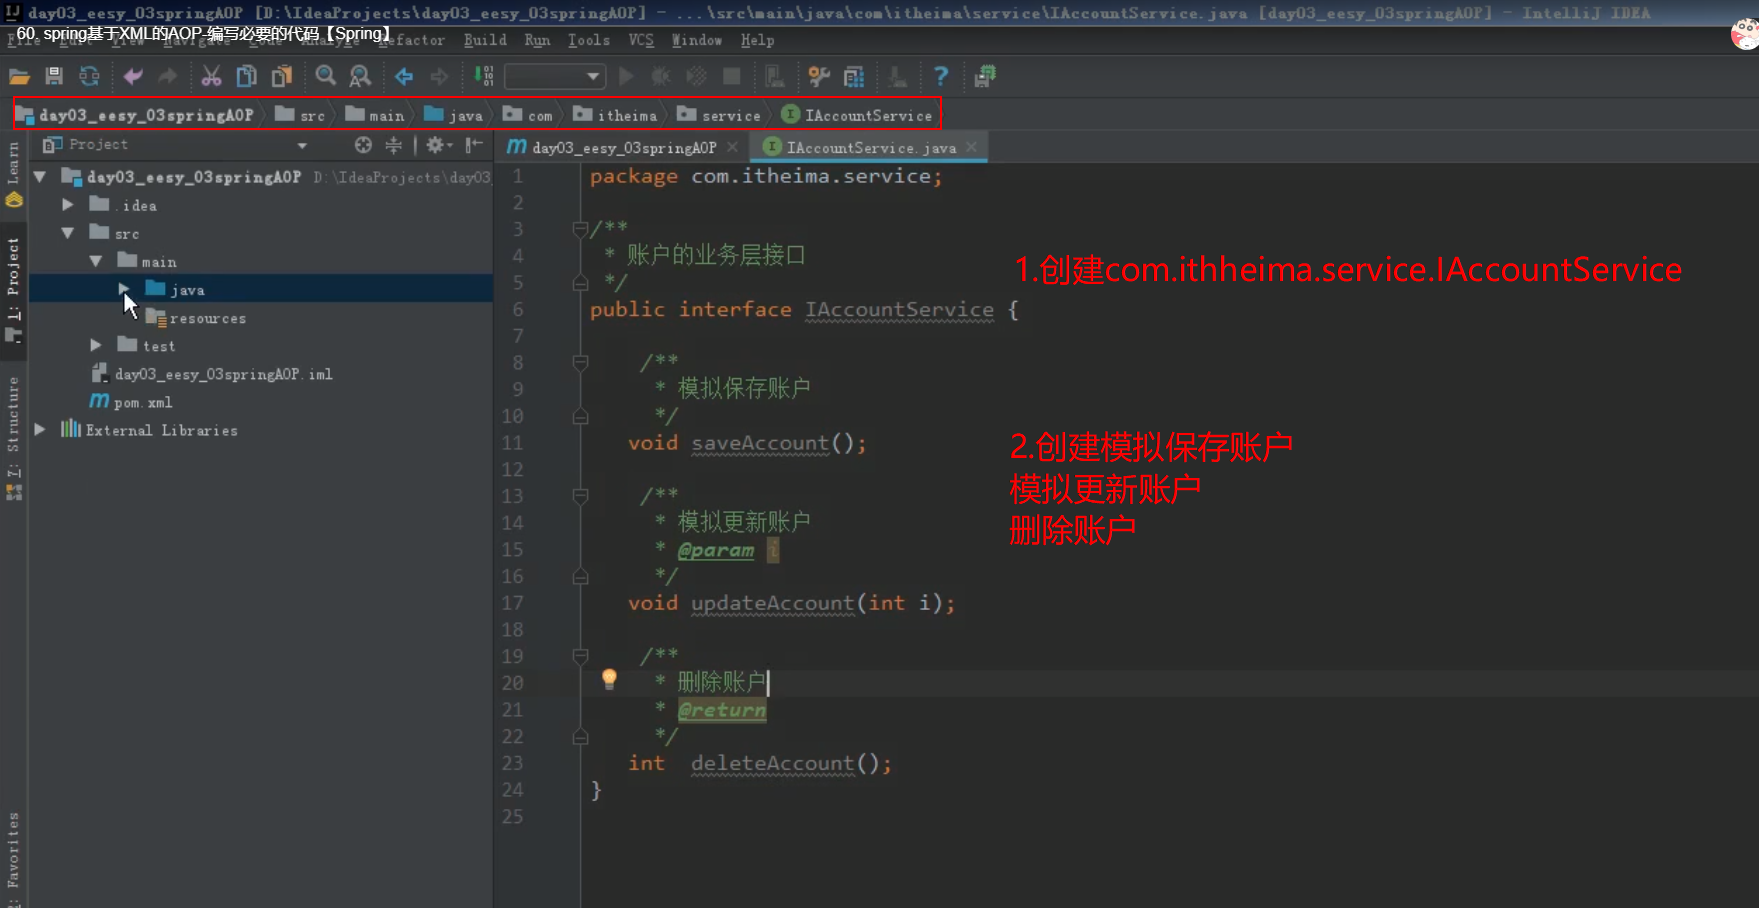 day03_eesy_03springAOP [D:\IdeaProjects\day03_eesy_03springAOP] - ...\src\main\java\com\itheima\service\IAccountService.java [day03_eesy_03springAOP] - IntelliJ IDEA
60. spring基于XML的AOP-编写必要的代码【Spring】
File Edit View Navigate Code Analyze Refactor Build Run Tools VCS Window Help
day03_eesy_03springAOP src main java com itheima service IAccountService
Project
day03_eesy_03springAOP IAccountService.java
Learn
1: Project
7: Structure
Favorites
day03_eesy_03springAOP D:\IdeaProjects\day03
.idea
src
main
java
resources
test
day03_eesy_03springAOP.iml
pom.xml
External Libraries
1 package com.itheima.service;
2
3 /**
4 * 账户的业务层接口
5 */
6 public interface IAccountService {
7
8 /**
9 * 模拟保存账户
10 */
11 void saveAccount();
12
13 /**
14 * 模拟更新账户
15 * @param i
16 */
17 void updateAccount(int i);
18
19 /**
20 * 删除账户
21 * @return
22 */
23 int deleteAccount();
24 }
25
1.创建com.ithheima.service.IAccountService
2.创建模拟保存账户
模拟更新账户
删除账户